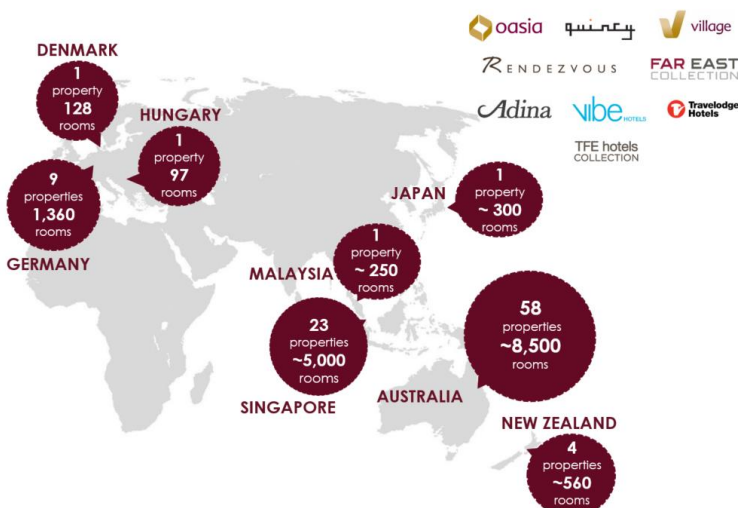 oasia quincy village
RENDEZVOUS FAR EAST
COLLECTION
Adina vibe HOTELS Travelodge
Hotels
TFE hotels
COLLECTION
DENMARK
1
property
128
rooms
HUNGARY
1
property
97
rooms
9
properties
1,360
rooms
GERMANY
JAPAN
1
property
~ 300
rooms
MALAYSIA
1
property
~ 250
rooms
23
properties
~5,000
rooms
SINGAPORE
58
properties
~8,500
rooms
AUSTRALIA
NEW ZEALAND
4
properties
~560
rooms